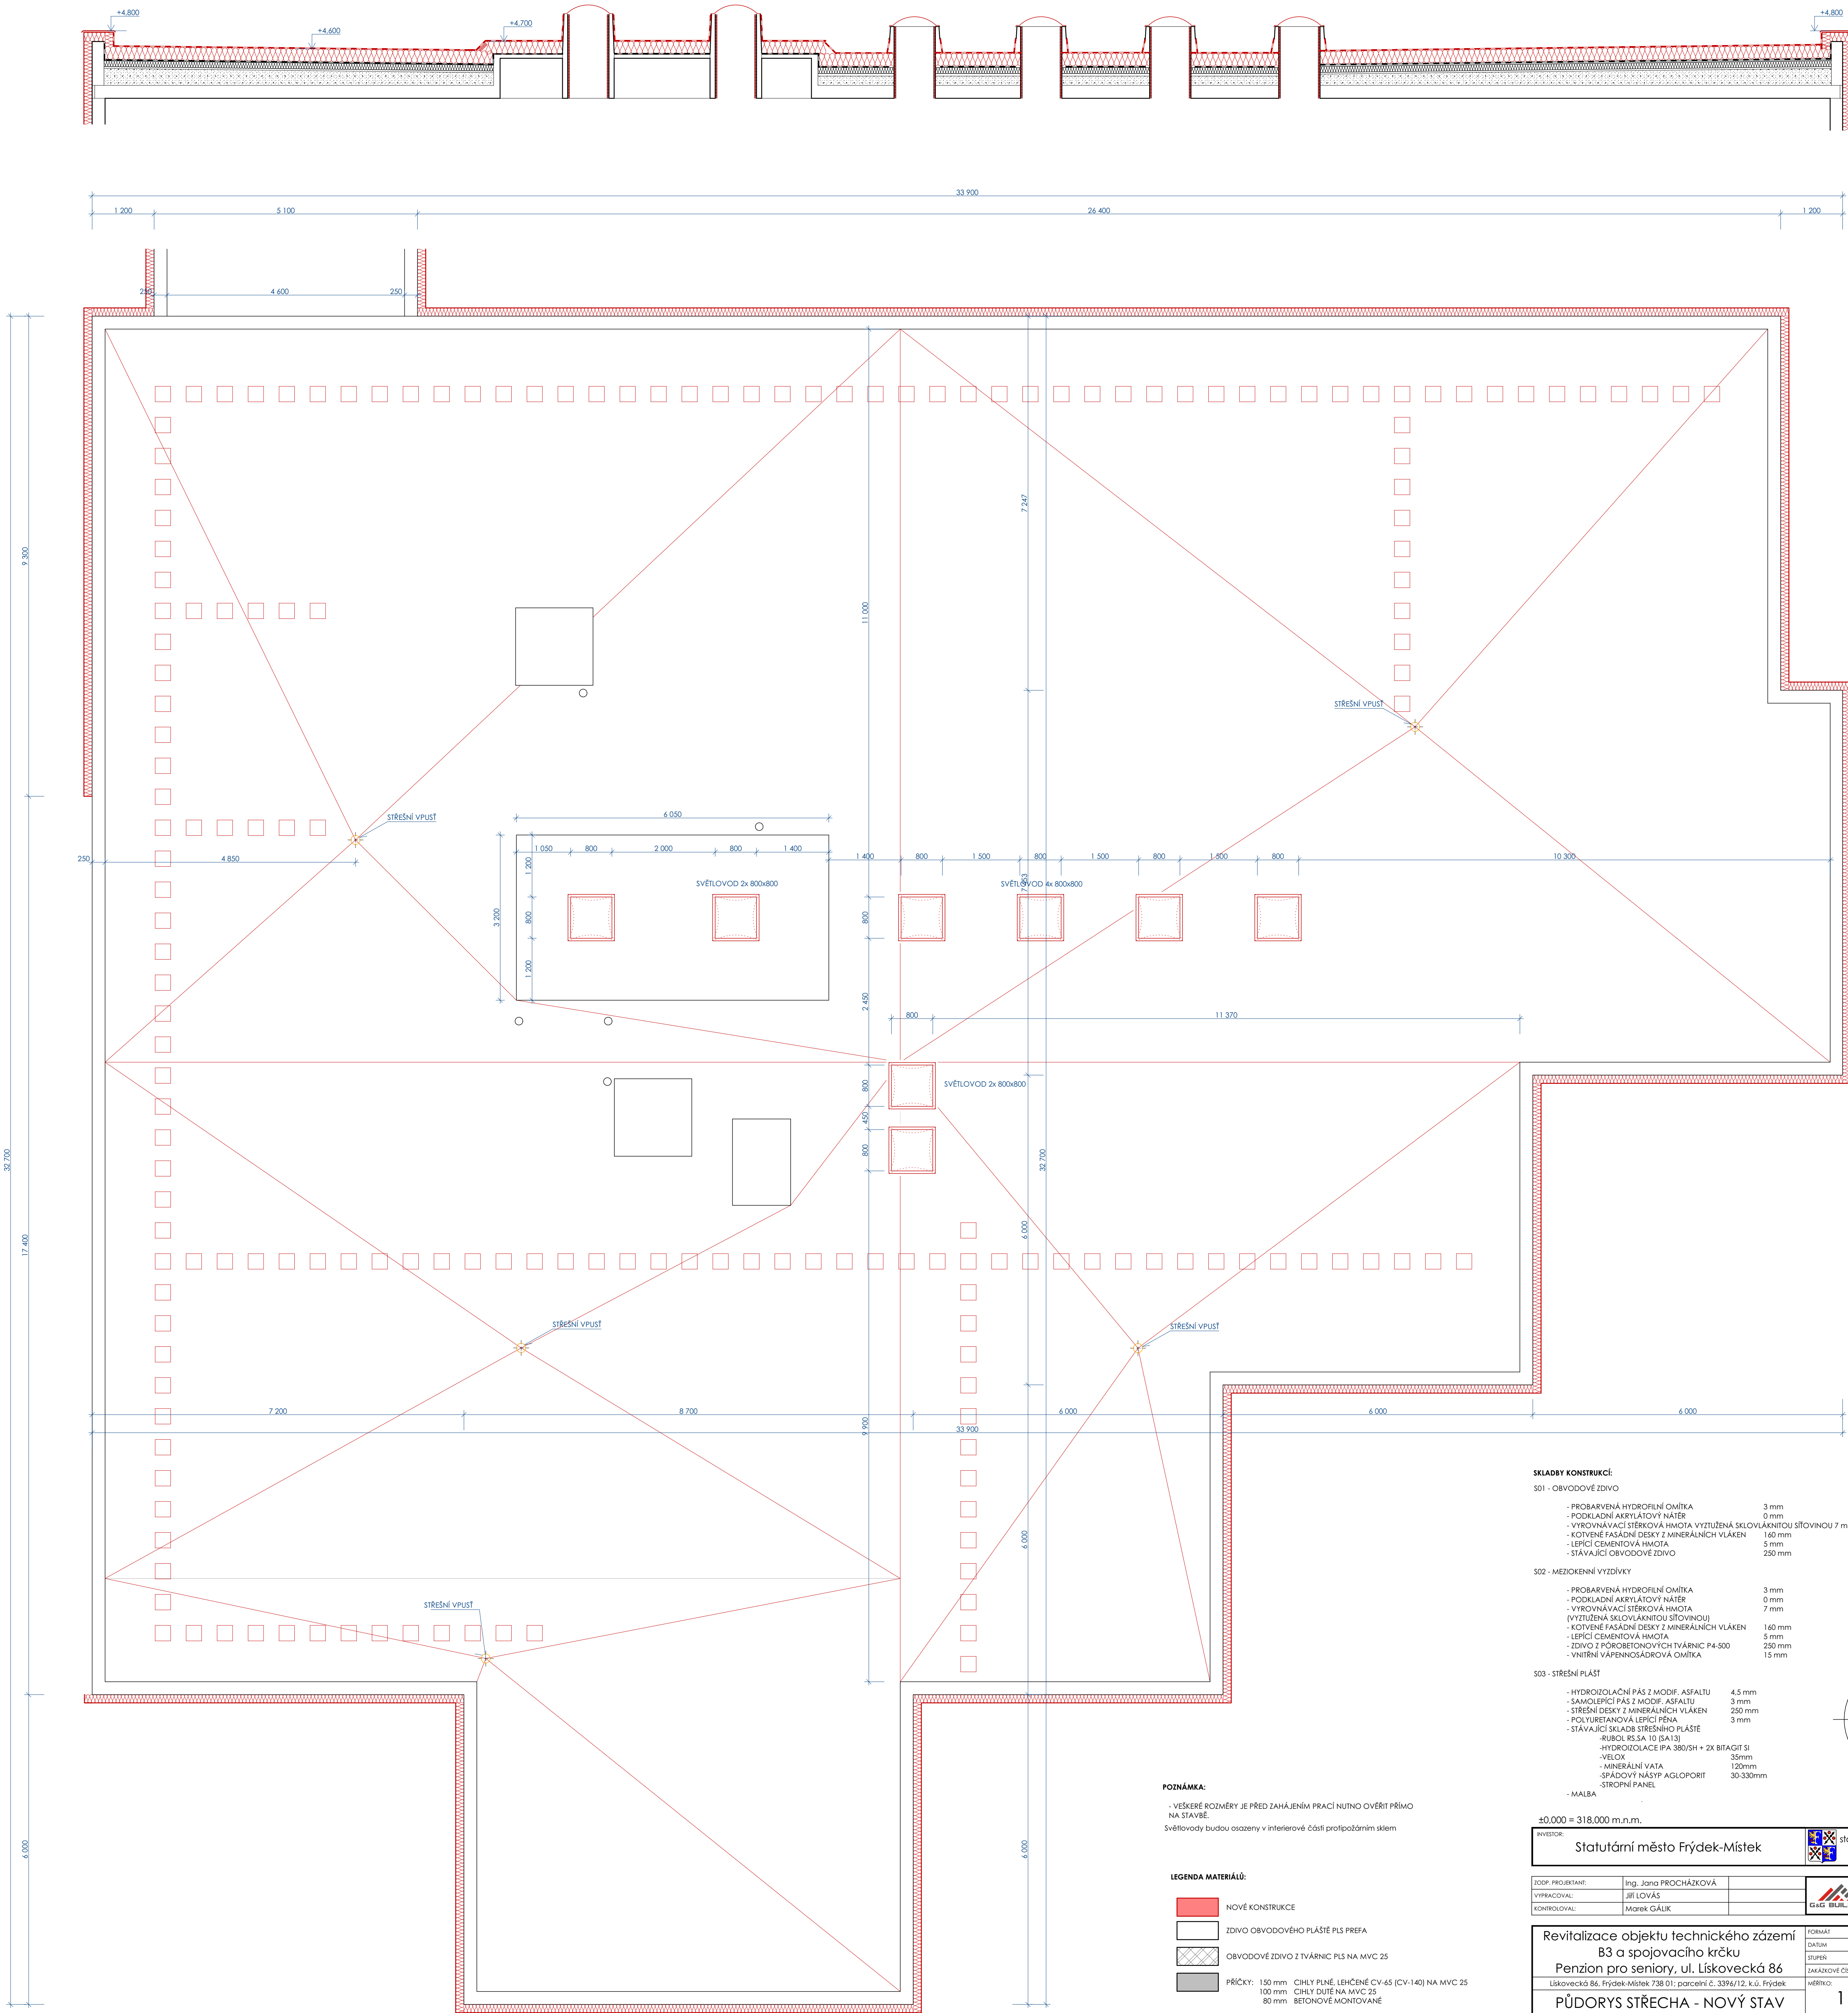 +4,800
+4,600
+4,700
+4,800
33 900
1 200
5 100
26 400
1 200
250
4 600
250
7 247
9 300
11 000
STŘEŠNÍ VPUSŤ
STŘEŠNÍ VPUSŤ
6 050
250
4 850
1 050
800
2 000
800
1 400
1 400
800
1 500
800
1 500
800
1 500
800
10 300
1 200
SVĚTLOVOD 2x 800x800
SVĚTLOVOD 4x 800x800
3 200
800
800
1 200
2 450
800
11 370
800
SVĚTLOVOD 2x 800x800
450
800
32 700
32 700
17 400
6 000
STŘEŠNÍ VPUSŤ
STŘEŠNÍ VPUSŤ
7 200
8 700
6 000
6 000
6 000
9 900
33 900
6 000
STŘEŠNÍ VPUSŤ
6 000
6 000
SKLADBY KONSTRUKCÍ:
S01 - OBVODOVÉ ZDIVO
- PROBARVENÁ HYDROFILNÍ OMÍTKA 3 mm
- PODKLADNÍ AKRYLÁTOVÝ NÁTĚR 0 mm
- VYROVNÁVACÍ STĚRKOVÁ HMOTA VYZTUŽENÁ SKLOVLÁKNITOU SÍŤOVINOU 7 m
- KOTVENÉ FASÁDNÍ DESKY Z MINERÁLNÍCH VLÁKEN 160 mm
- LEPÍCÍ CEMENTOVÁ HMOTA 5 mm
- STÁVAJÍCÍ OBVODOVÉ ZDIVO 250 mm
S02 - MEZIOKENNÍ VYZDÍVKY
- PROBARVENÁ HYDROFILNÍ OMÍTKA 3 mm
- PODKLADNÍ AKRYLÁTOVÝ NÁTĚR 0 mm
- VYROVNÁVACÍ STĚRKOVÁ HMOTA 7 mm
(VYZTUŽENÁ SKLOVLÁKNITOU SÍŤOVINOU)
- KOTVENÉ FASÁDNÍ DESKY Z MINERÁLNÍCH VLÁKEN 160 mm
- LEPÍCÍ CEMENTOVÁ HMOTA 5 mm
- ZDIVO Z PÓROBETONOVÝCH TVÁRNIC P4-500 250 mm
- VNITŘNÍ VÁPENNOSÁDROVÁ OMÍTKA 15 mm
S03 - STŘEŠNÍ PLÁŠŤ
- HYDROIZOLAČNÍ PÁS Z MODIF. ASFALTU 4,5 mm
- SAMOLEPÍCÍ PÁS Z MODIF. ASFALTU 3 mm
- STŘEŠNÍ DESKY Z MINERÁLNÍCH VLÁKEN 250 mm
- POLYURETANOVÁ LEPÍCÍ PĚNA 3 mm
- STÁVAJÍCÍ SKLADB STŘEŠNÍHO PLÁŠTĚ
-RUBOL RS.SA 10 (SA13)
-HYDROIZOLACE IPA 380/SH + 2X BITAGIT SI
-VELOX 35mm
- MINERÁLNÍ VATA 120mm
-SPÁDOVÝ NÁSYP AGLOPORIT 30-330mm
-STROPNÍ PANEL
- MALBA
POZNÁMKA:
- VEŠKERÉ ROZMĚRY JE PŘED ZAHÁJENÍM PRACÍ NUTNO OVĚŘIT PŘÍMO
NA STAVBĚ.
Světlovody budou osazeny v interierové části protipožárním sklem
LEGENDA MATERIÁLŮ:
NOVÉ KONSTRUKCE
ZDIVO OBVODOVÉHO PLÁŠTĚ PLS PREFA
OBVODOVÉ ZDIVO Z TVÁRNIC PLS NA MVC 25
PŘÍČKY: 150 mm CIHLY PLNÉ, LEHČENÉ CV-65 (CV-140) NA MVC 25
100 mm CIHLY DUTÉ NA MVC 25
80 mm BETONOVÉ MONTOVANÉ
±0,000 = 318,000 m.n.m.
INVESTOR:
Statutární město Frýdek-Místek
ZODP. PROJEKTANT: Ing. Jana PROCHÁZKOVÁ
VYPRACOVAL: Jiří LOVÁS
KONTROLOVAL: Marek GÁLIK
G&G BUIL
Revitalizace objektu technického zázemí
B3 a spojovacího krčku
Penzion pro seniory, ul. Lískovecká 86
Lískovecká 86, Frýdek-Místek 738 01; parcelní č. 3396/12, k.ú. Frýdek
PŮDORYS STŘECHA - NOVÝ STAV
FORMÁT
DATUM
STUPEŇ
ZAKÁZKOVÉ ČÍS
MĚŘÍTKO:
1